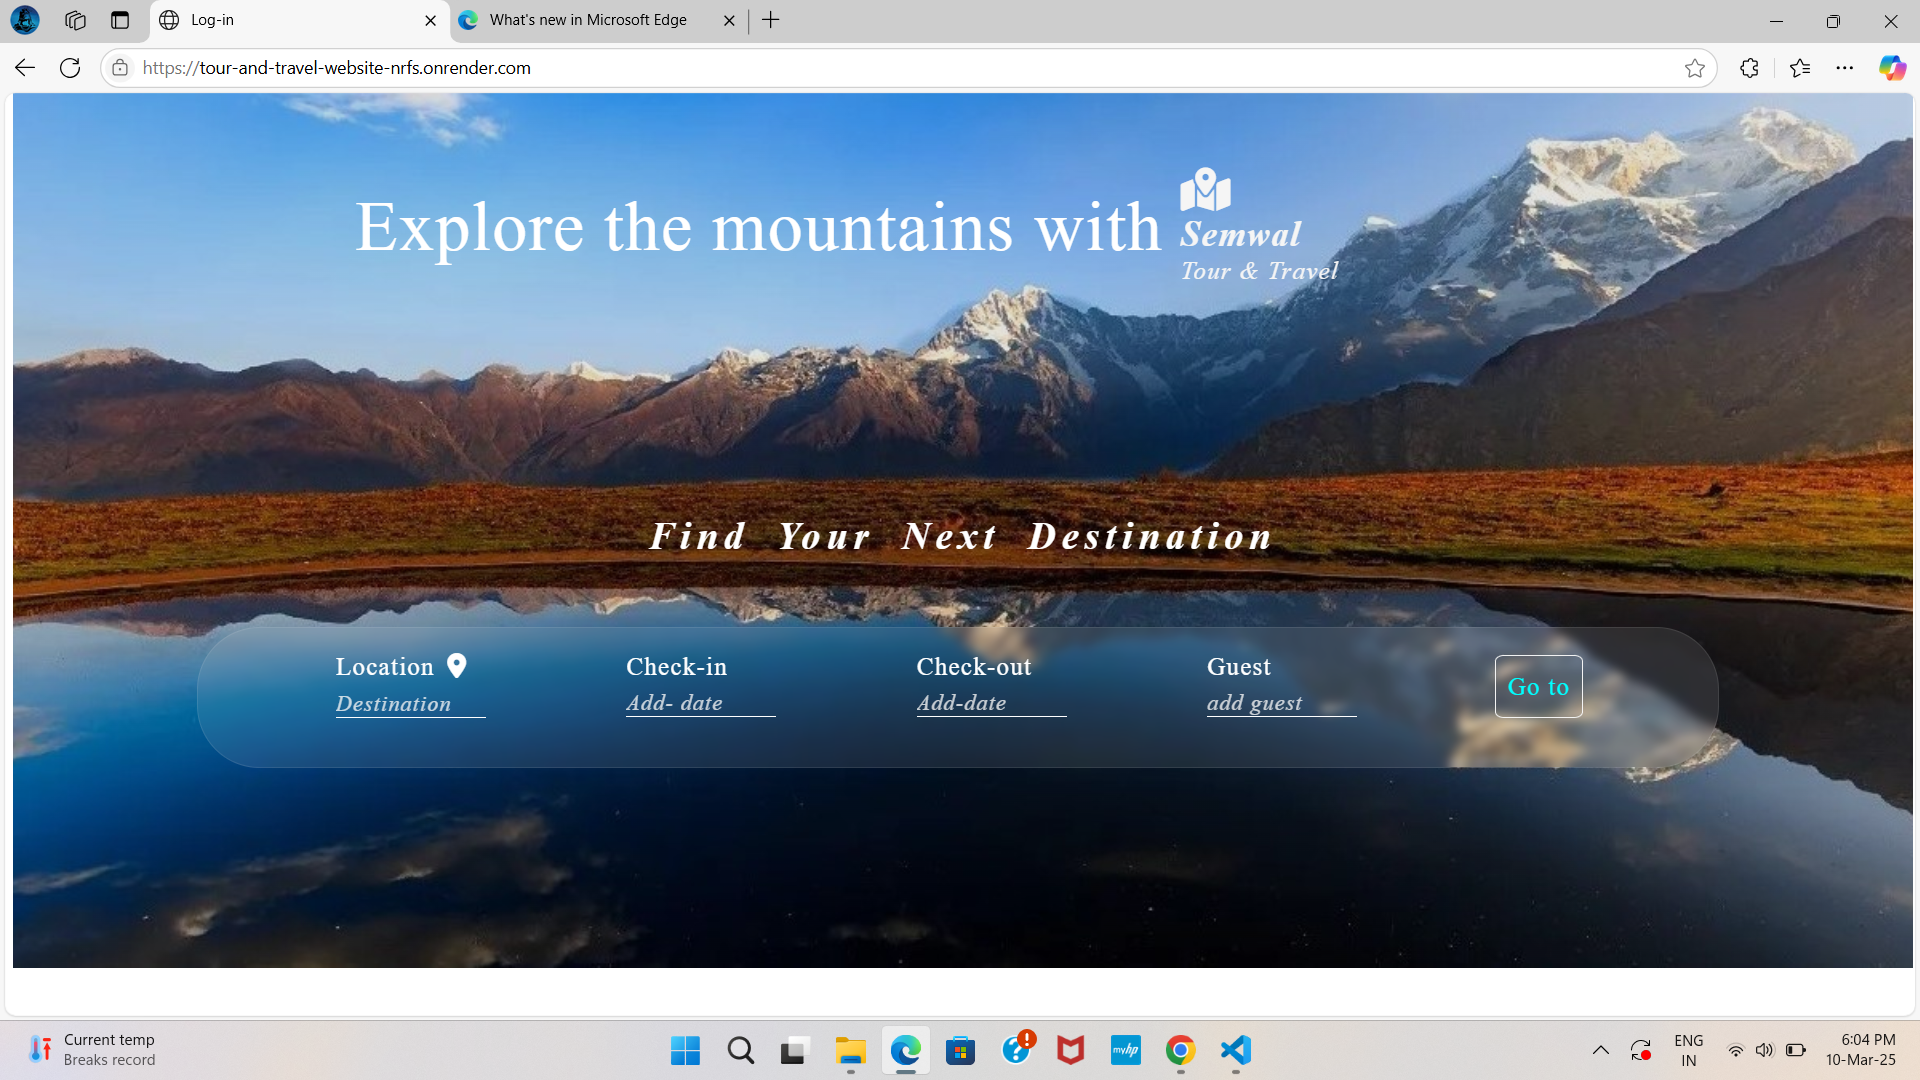 Log-in
What's new in Microsoft Edge
https://tour-and-travel-website-nrfs.onrender.com
Explore the mountains with
Semwal
Tour & Travel
Find Your Next Destination
Location
Check-in
Check-out
Guest
Destination
Add- date
Add-date
add guest
Go to
Current temp
Breaks record
myhp
ENG
IN
6:04 PM
10-Mar-25